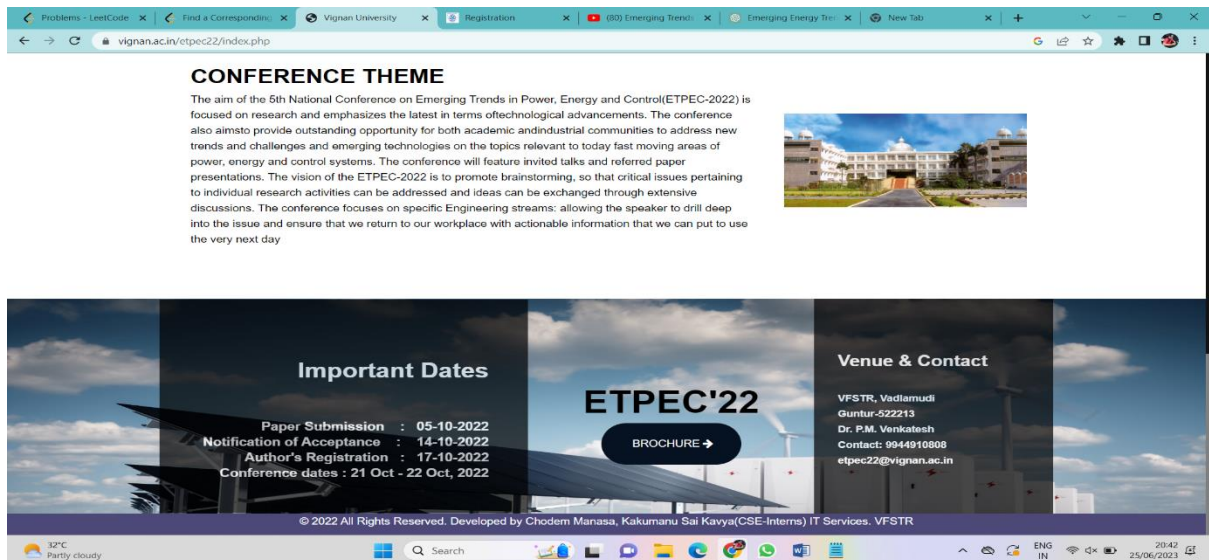 Problems - LeetCode
Find a Corresponding
Vignan University
Registration
(80) Emerging Trends
Emerging Energy Tre
New Tab
vignan.ac.in/etpec22/index.php
CONFERENCE THEME
The aim of the 5th National Conference on Emerging Trends in Power, Energy and Control(ETPEC-2022) is
focused on research and emphasizes the latest in terms oftechnological advancements. The conference
also aimsto provide outstanding opportunity for both academic andindustrial communities to address new
trends and challenges and emerging technologies on the topics relevant to today fast moving areas of
power, energy and control systems. The conference will feature invited talks and referred paper
presentations. The vision of the ETPEC-2022 is to promote brainstorming, so that critical issues pertaining
to individual research activities can be addressed and ideas can be exchanged through extensive
discussions. The conference focuses on specific Engineering streams: allowing the speaker to drill deep
into the issue and ensure that we return to our workplace with actionable information that we can put to use
the very next day
Important Dates
Paper Submission : 05-10-2022
Notification of Acceptance : 14-10-2022
Author's Registration : 17-10-2022
Conference dates : 21 Oct - 22 Oct, 2022
ETPEC'22
BROCHURE →
Venue & Contact
VFSTR, Vadlamudi
Guntur-522213
Dr. P.M. Venkatesh
Contact: 9944910808
etpec22@vignan.ac.in
© 2022 All Rights Reserved. Developed by Chodem Manasa, Kakumanu Sai Kavya(CSE-Interns) IT Services. VFSTR
32°C
Partly cloudy
Search
ENG
IN
20:42
25/06/2023